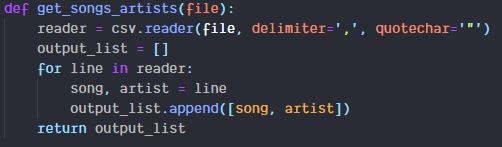 def get_songs_artists(file):
    reader = csv.reader(file, delimiter=',', quotechar='"')
    output_list = []
    for line in reader:
        song, artist = line
        output_list.append([song, artist])
    return output_list